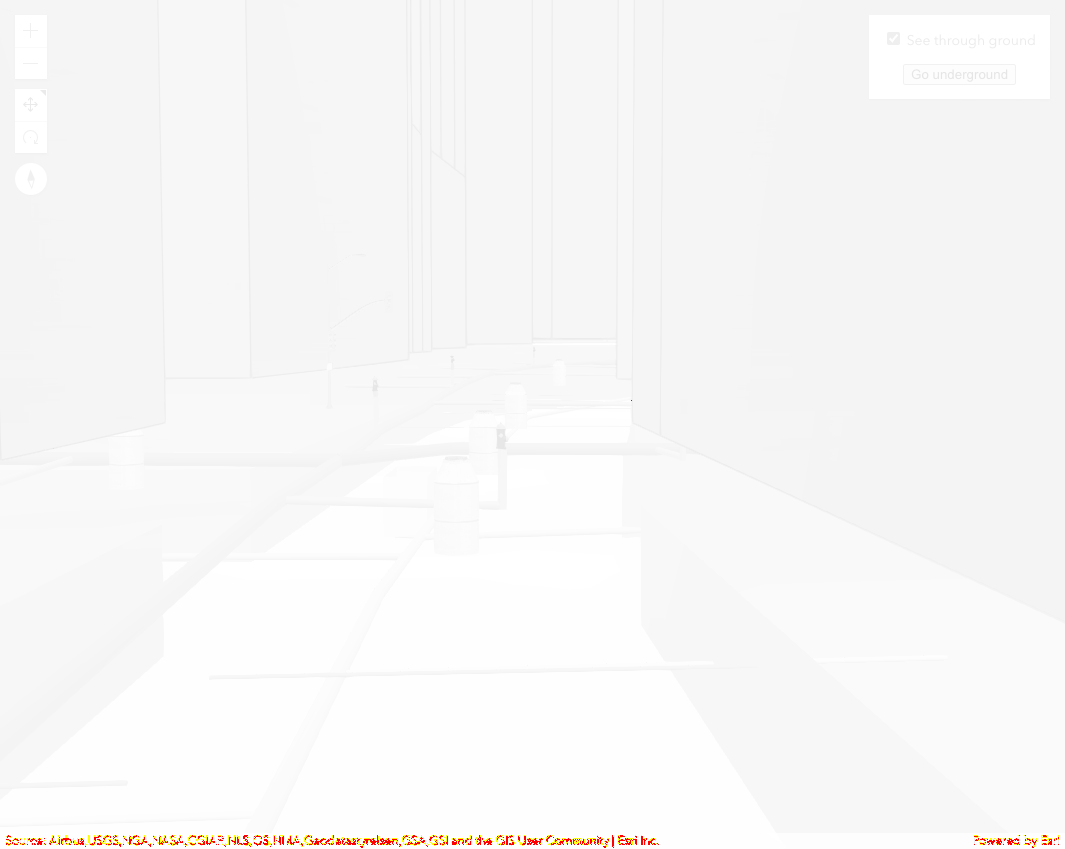 See through ground
Go underground
Source: Airbus,USGS,NGA,NASA,CGIAR,NLS,OS,NMA,Geodatastyrelsen,GSA,GSI and the GIS User Community | Esri Inc.
Powered by Esri